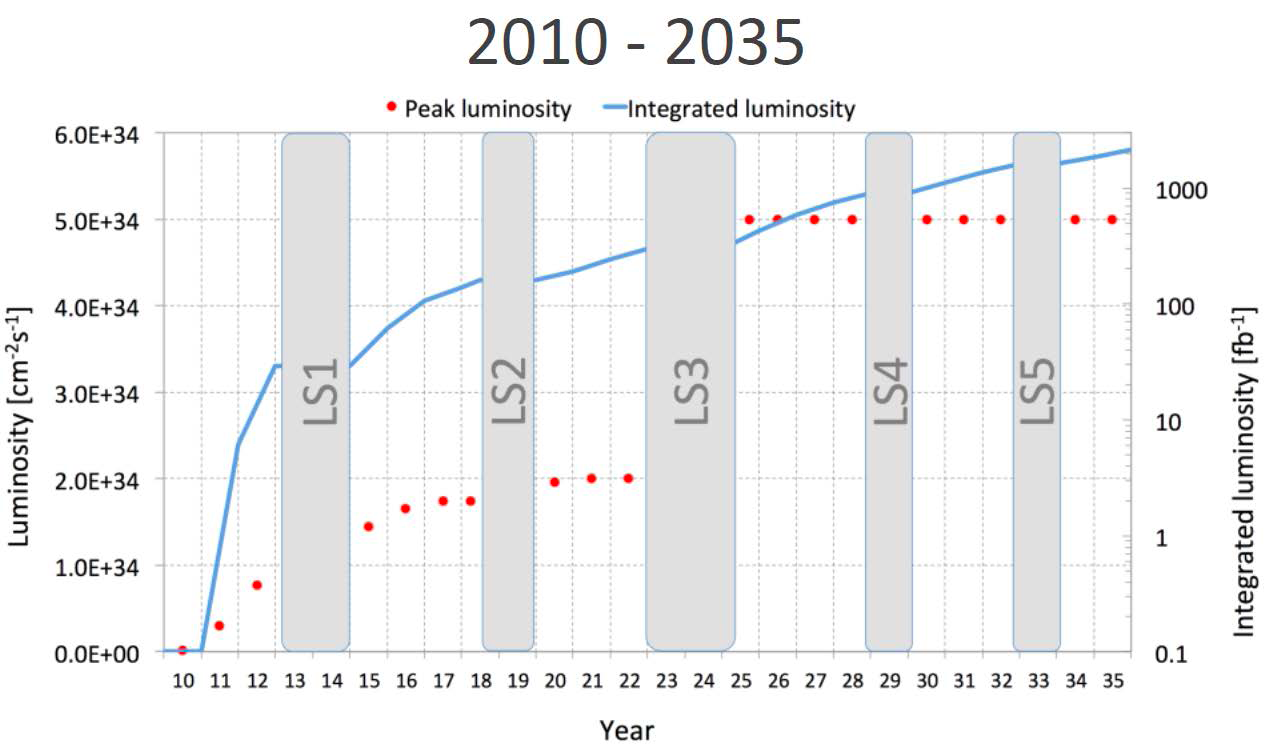 2010 - 2035
Peak luminosity
Integrated luminosity
6.0E+34
5.0E+34
4.0E+34
3.0E+34
2.0E+34
1.0E+34
0.0E+00
Luminosity [cm-2s-1]
LS1
LS2
LS3
LS4
LS5
1000
100
10
1
0.1
Integrated luminosity [fb-1]
10 11 12 13 14 15 16 17 18 19 20 21 22 23 24 25 26 27 28 29 30 31 32 33 34 35
Year